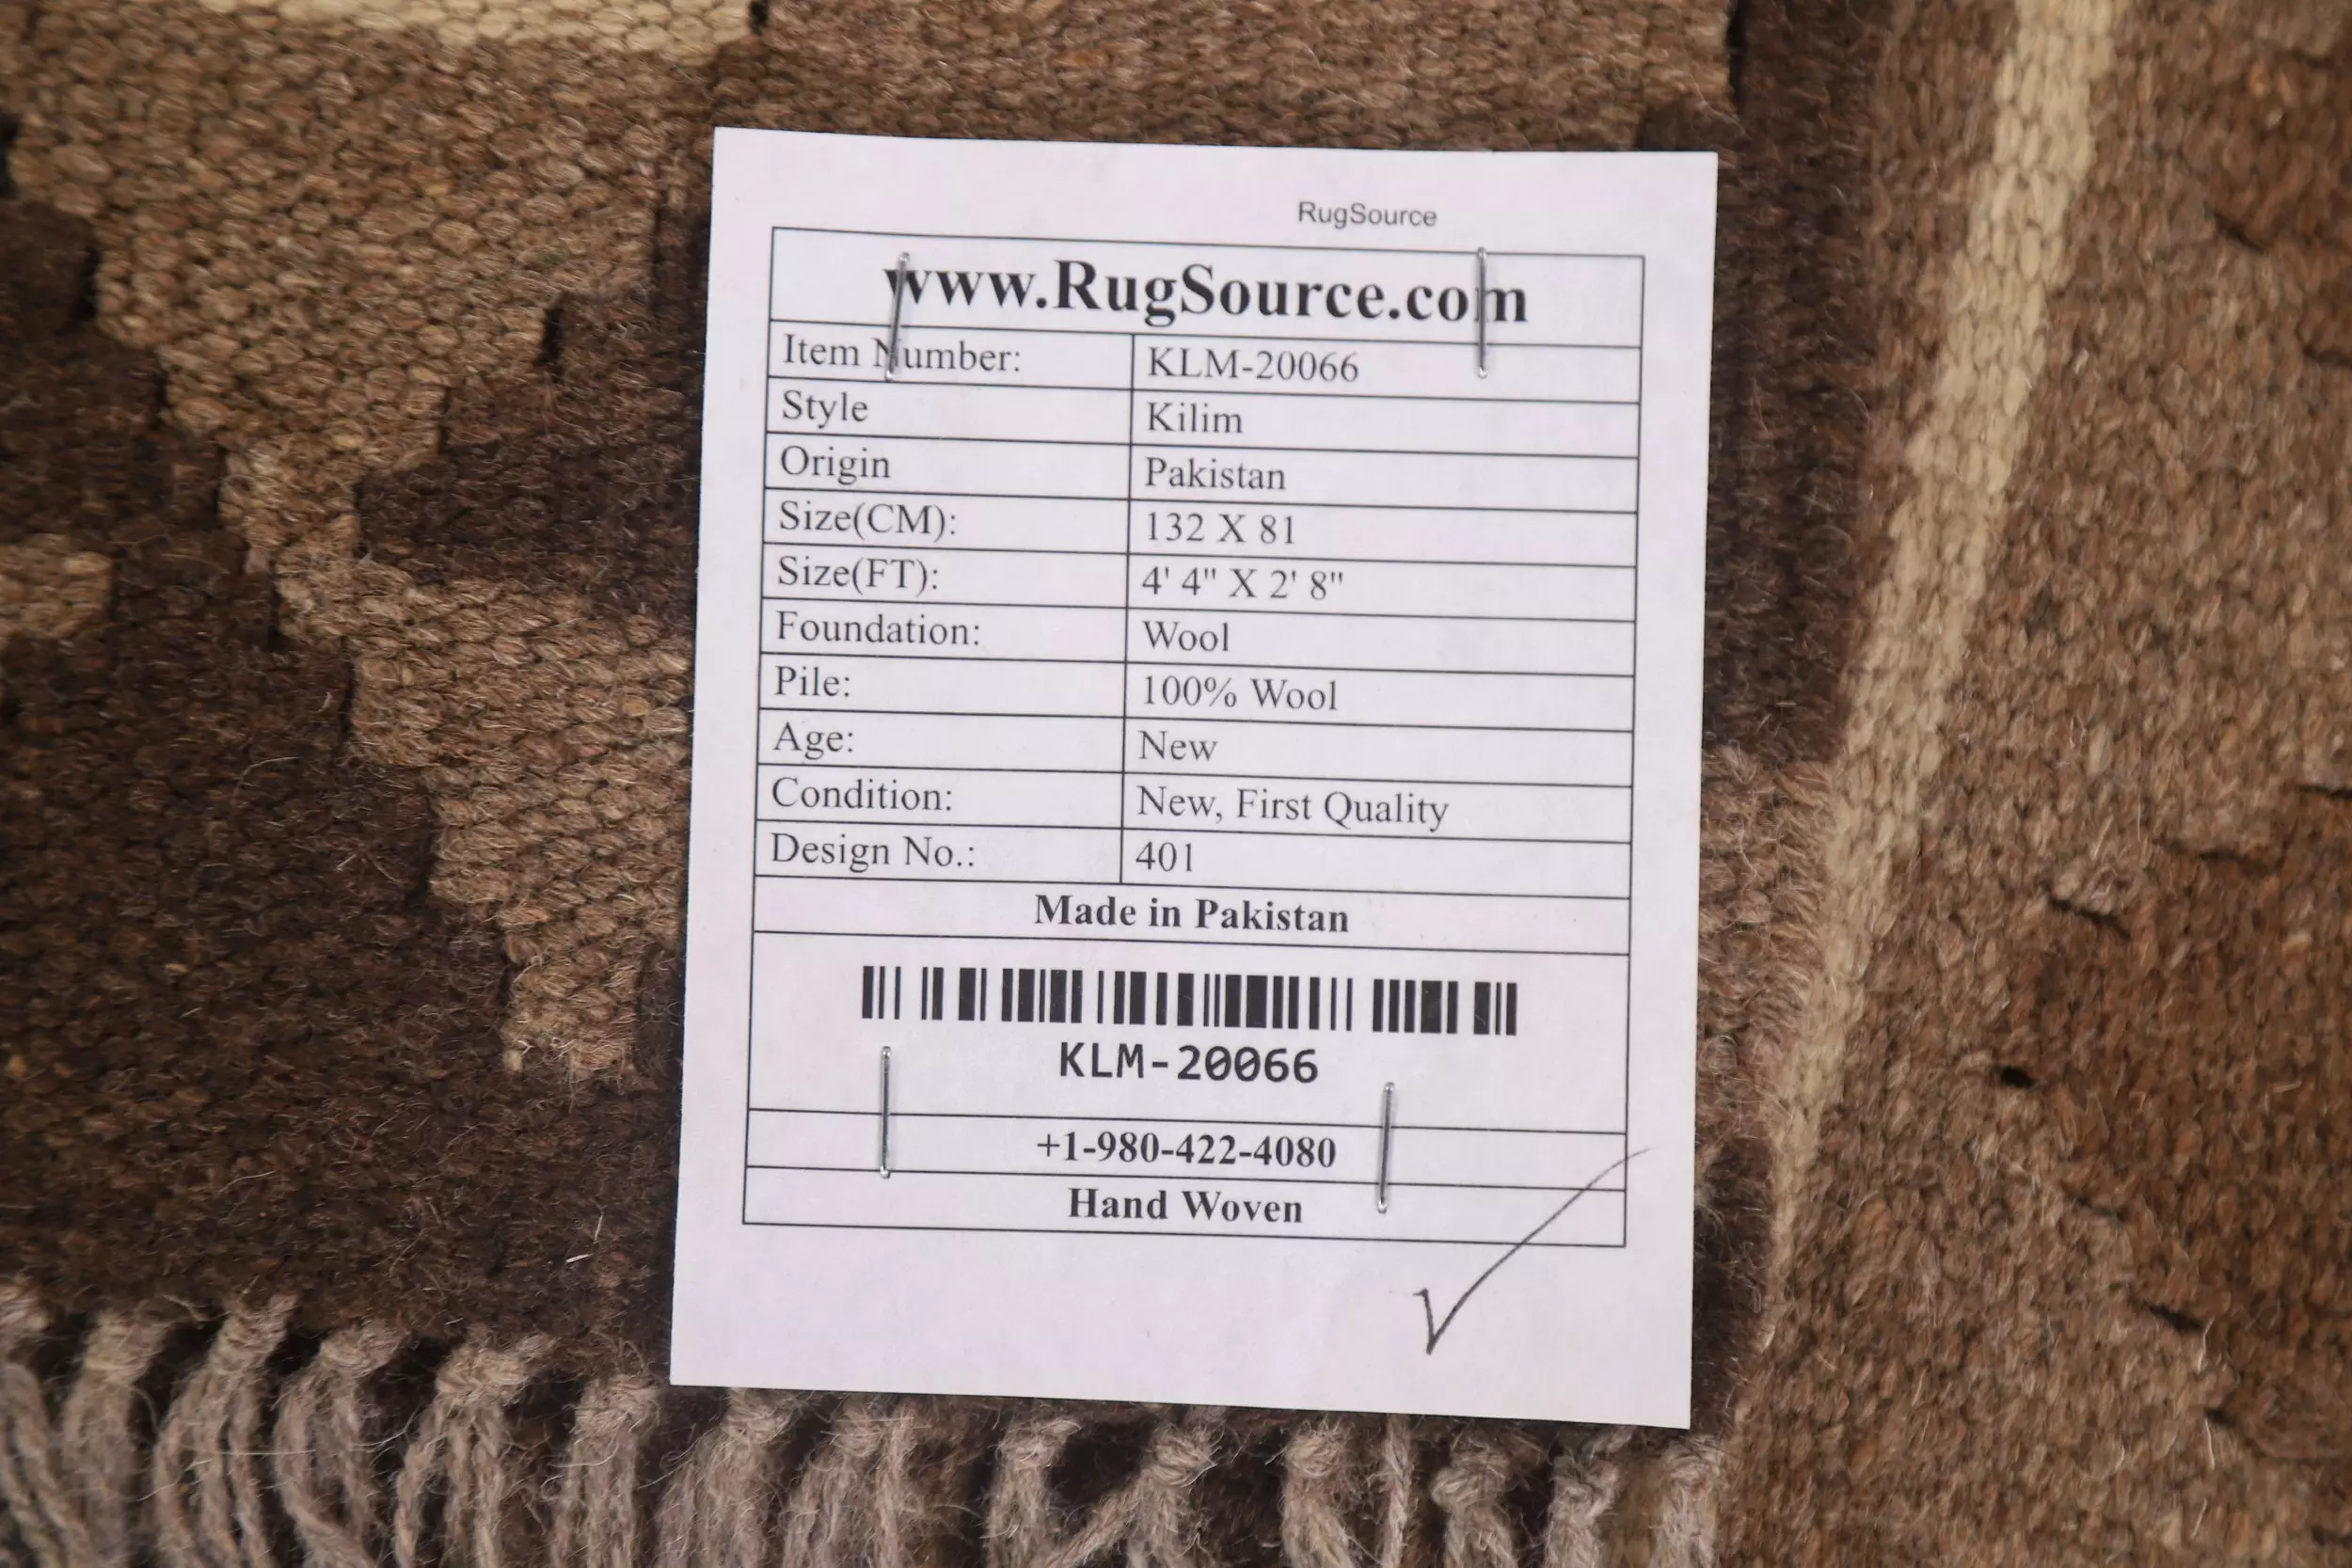 RugSource
www.RugSource.com
Item Number: KLM-20066
Style Kilim
Origin Pakistan
Size(CM): 132 X 81
Size(FT): 4' 4" X 2' 8"
Foundation: Wool
Pile: 100% Wool
Age: New
Condition: New, First Quality
Design No.: 401
Made in Pakistan
KLM-20066
+1-980-422-4080
Hand Woven